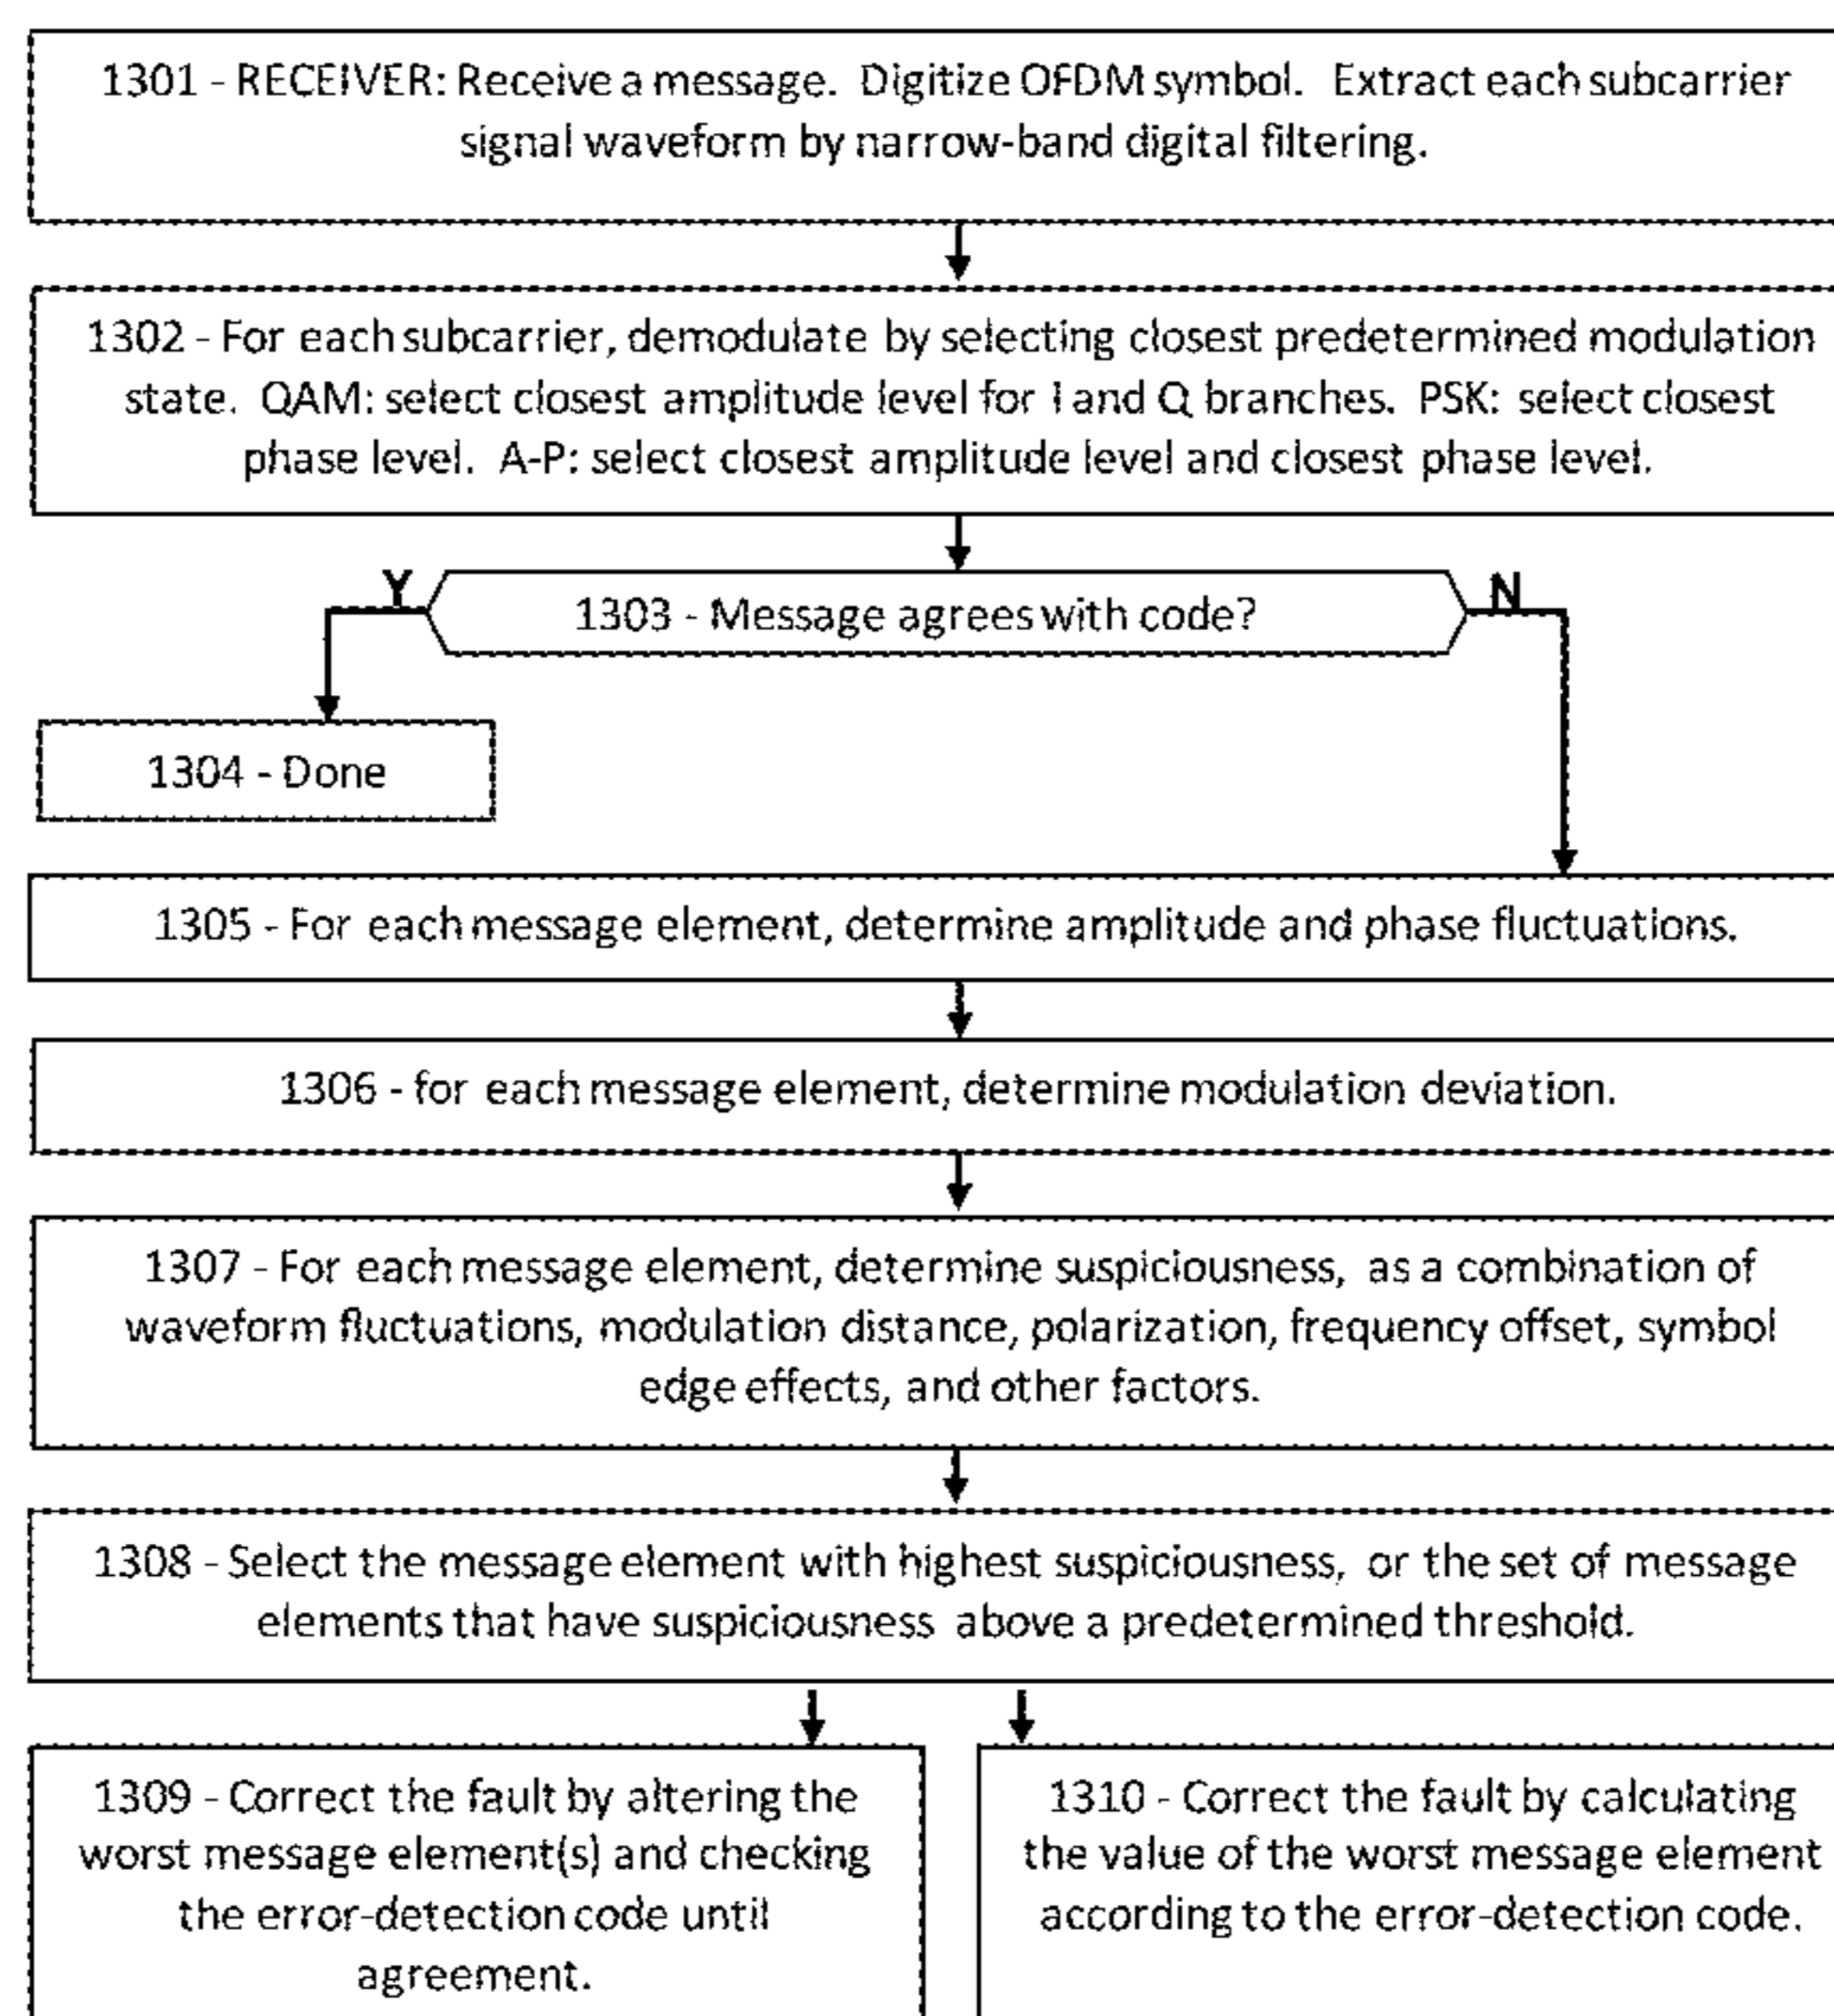 1301 - RECEIVER: Receive a message. Digitize OFDM symbol. Extract each subcarrier
signal waveform by narrow-band digital filtering.
1302 - For each subcarrier, demodulate by selecting closest predetermined modulation
state. QAM: select closest amplitude level for I and Q branches. PSK: select closest
phase level. A-P: select closest amplitude level and closest phase level.
Y
1303 - Message agrees with code?
N
1304 - Done
1305 - For each message element, determine amplitude and phase fluctuations.
1306 - for each message element, determine modulation deviation.
1307 - For each message element, determine suspiciousness, as a combination of
waveform fluctuations, modulation distance, polarization, frequency offset, symbol
edge effects, and other factors.
1308 - Select the message element with highest suspiciousness, or the set of message
elements that have suspiciousness above a predetermined threshold.
1309 - Correct the fault by altering the
worst message element(s) and checking
the error-detection code until
agreement.
1310 - Correct the fault by calculating
the value of the worst message element
according to the error-detection code.